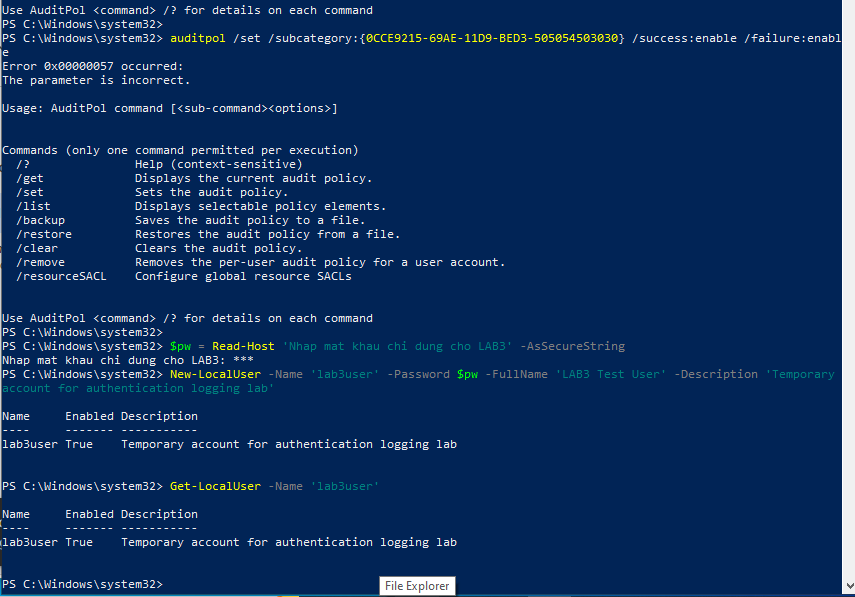 Use AuditPol <command> /? for details on each command
PS C:\Windows\system32>
PS C:\Windows\system32> auditpol /set /subcategory:{0CCE9215-69AE-11D9-BED3-505054503030} /success:enable /failure:enabl
e
Error 0x00000057 occurred:
The parameter is incorrect.
Usage: AuditPol command [<sub-command><options>]
Commands (only one command permitted per execution)
/? Help (context-sensitive)
/get Displays the current audit policy.
/set Sets the audit policy.
/list Displays selectable policy elements.
/backup Saves the audit policy to a file.
/restore Restores the audit policy from a file.
/clear Clears the audit policy.
/remove Removes the per-user audit policy for a user account.
/resourceSACL Configure global resource SACLs
Use AuditPol <command> /? for details on each command
PS C:\Windows\system32>
PS C:\Windows\system32> $pw = Read-Host 'Nhap mat khau chi dung cho LAB3' -AsSecureString
Nhap mat khau chi dung cho LAB3: ***
PS C:\Windows\system32> New-LocalUser -Name 'lab3user' -Password $pw -FullName 'LAB3 Test User' -Description 'Temporary
account for authentication logging lab'
Name Enabled Description
---- ------- -----------
lab3user True Temporary account for authentication logging lab
PS C:\Windows\system32> Get-LocalUser -Name 'lab3user'
Name Enabled Description
---- ------- -----------
lab3user True Temporary account for authentication logging lab
PS C:\Windows\system32>
File Explorer